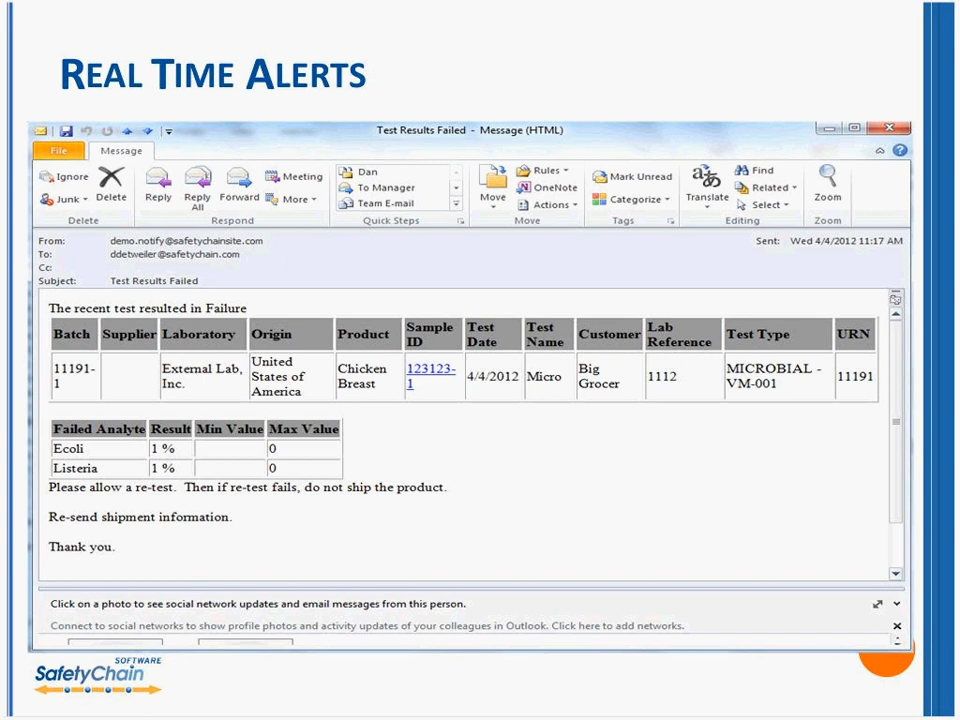 REAL TIME ALERTS
Test Results Failed - Message (HTML)
File Message
Ignore
Junk
Delete
Delete
Reply
Reply All
Forward
Meeting
More
Respond
Dan
To Manager
Team E-mail
Quick Steps
Move
Rules
OneNote
Actions
Move
Mark Unread
Categorize
Tags
Translate
Find
Related
Select
Editing
Zoom
Zoom
From: demo.notify@safetychainsite.com Sent: Wed 4/4/2012 11:17 AM
To: ddetweiler@safetychain.com
Cc:
Subject: Test Results Failed
The recent test resulted in Failure
Batch Supplier Laboratory Origin Product Sample ID Test Date Test Name Customer Lab Reference Test Type URN
11191-1 External Lab, Inc. United States of America Chicken Breast 123123-1 4/4/2012 Micro Big Grocer 1112 MICROBIAL - VM-001 11191
Failed Analyte Result Min Value Max Value
Ecoli 1 % 0
Listeria 1 % 0
Please allow a re-test. Then if re-test fails, do not ship the product.
Re-send shipment information.
Thank you.
Click on a photo to see social network updates and email messages from this person.
Connect to social networks to show profile photos and activity updates of your colleagues in Outlook. Click here to add networks.
SOFTWARE
SafetyChain